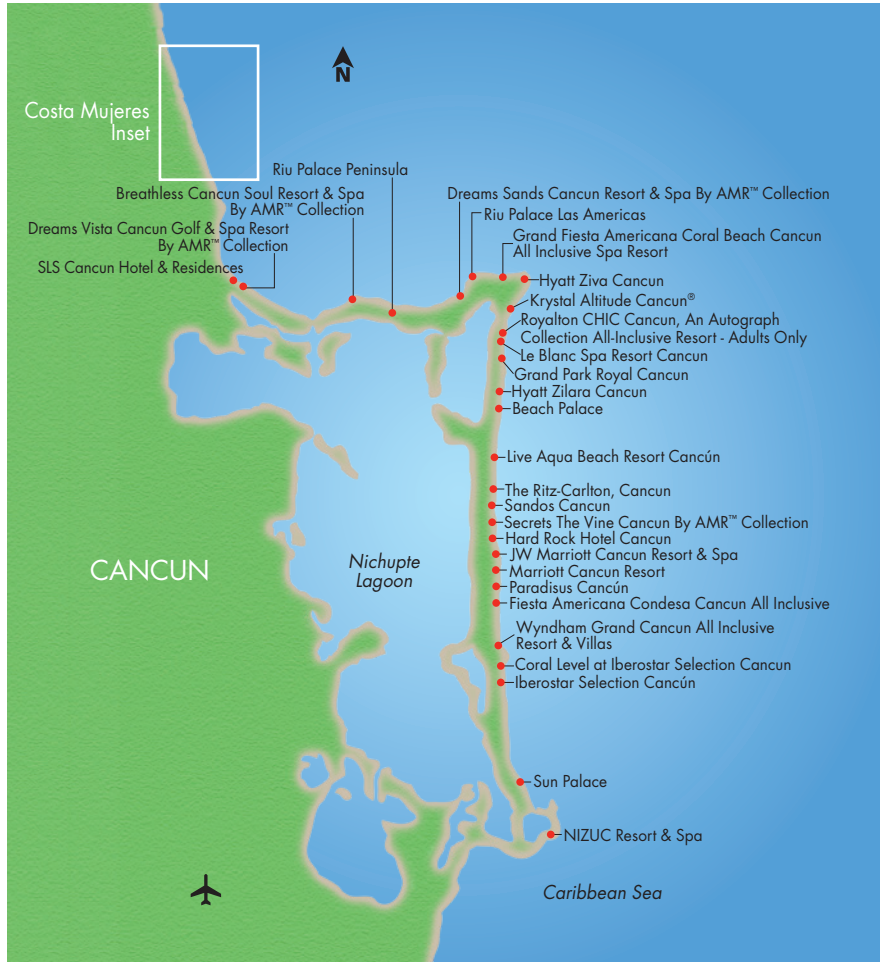 N
Costa Mujeres
Inset
Riu Palace Peninsula
Breathless Cancun Soul Resort & Spa
By AMR™ Collection
Dreams Sands Cancun Resort & Spa By AMR™ Collection
Riu Palace Las Americas
Dreams Vista Cancun Golf & Spa Resort
By AMR™ Collection
Grand Fiesta Americana Coral Beach Cancun
All Inclusive Spa Resort
SLS Cancun Hotel & Residences
Hyatt Ziva Cancun
Krystal Altitude Cancun®
Royalton CHIC Cancun, An Autograph
Collection All-Inclusive Resort - Adults Only
Le Blanc Spa Resort Cancun
Grand Park Royal Cancun
Hyatt Zilara Cancun
Beach Palace
Live Aqua Beach Resort Cancún
The Ritz-Carlton, Cancun
Sandos Cancun
Secrets The Vine Cancun By AMR™ Collection
Hard Rock Hotel Cancun
JW Marriott Cancun Resort & Spa
Marriott Cancun Resort
Paradisus Cancún
Fiesta Americana Condesa Cancun All Inclusive
CANCUN
Nichupte
Lagoon
Wyndham Grand Cancun All Inclusive
Resort & Villas
Coral Level at Iberostar Selection Cancun
Iberostar Selection Cancún
Sun Palace
NIZUC Resort & Spa
Caribbean Sea